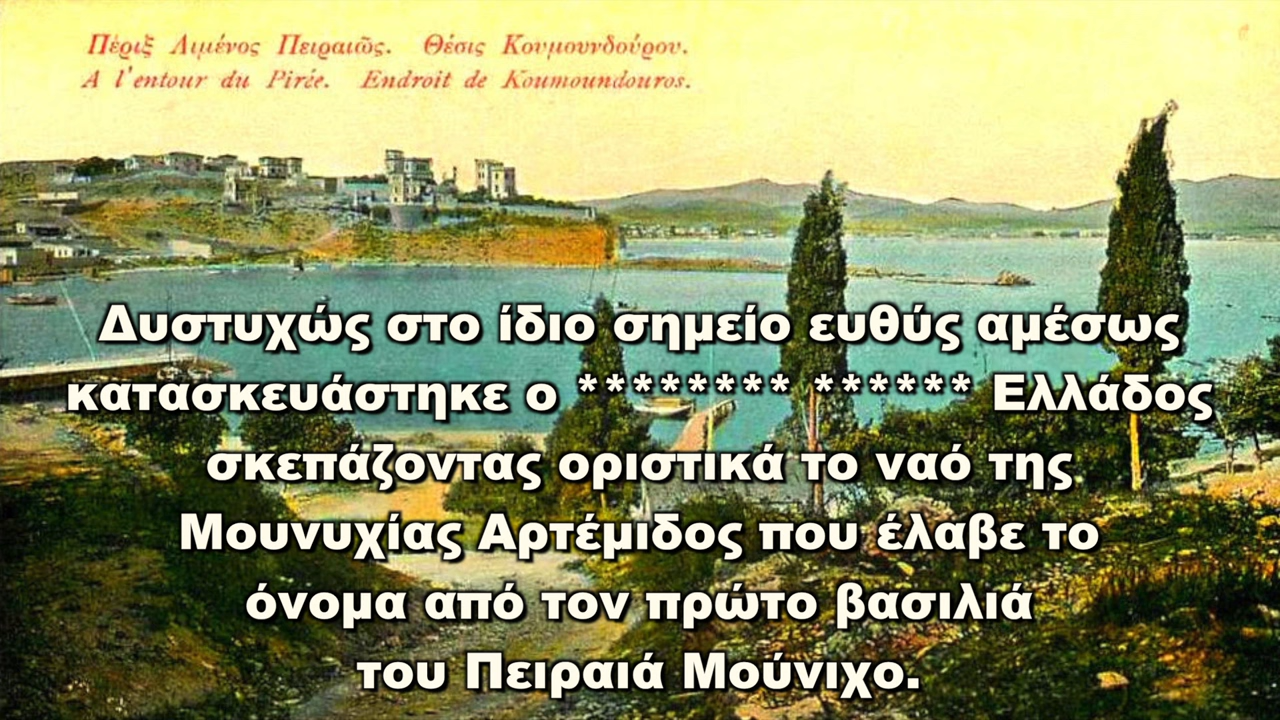 Πέριξ Λιμένος Πειραιῶς. Θέσις Κουμουνδούρου.
A l'entour du Pirée. Endroit de Koumoundouros.
Δυστυχώς στο ίδιο σημείο ευθύς αμέσως
κατασκευάστηκε ο ******** ****** Ελλάδος
σκεπάζοντας οριστικά το ναό της
Μουνυχίας Αρτέμιδος που έλαβε το
όνομα από τον πρώτο βασιλιά
του Πειραιά Μούνιχο.